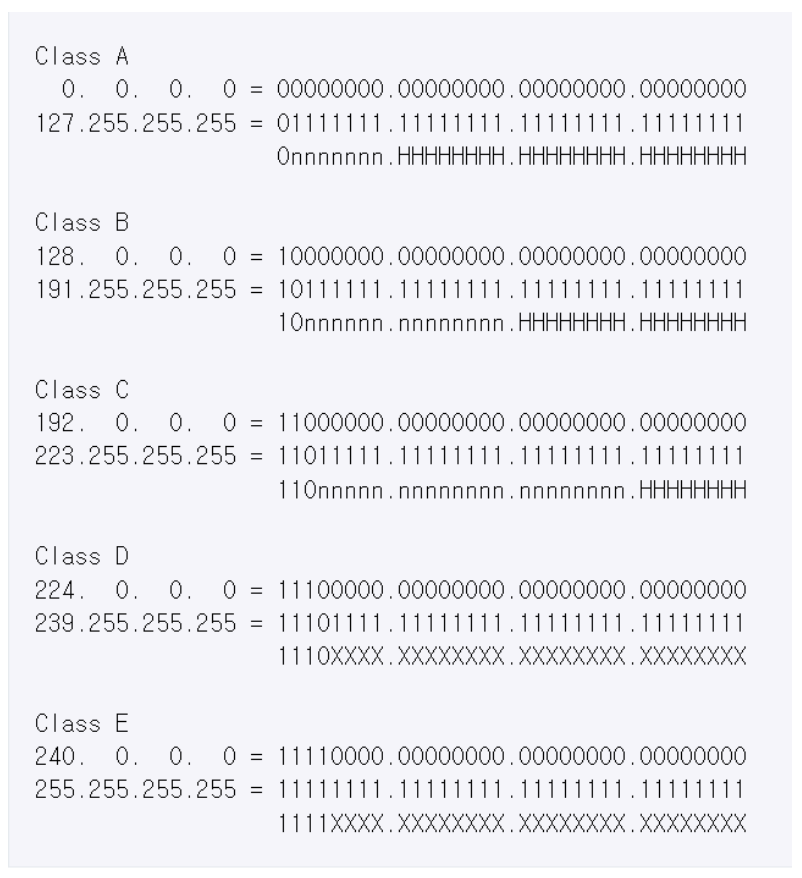 Class A
  0.  0.  0.  0 = 00000000.00000000.00000000.00000000
127.255.255.255 = 01111111.11111111.11111111.11111111
                  0nnnnnnn.HHHHHHHH.HHHHHHHH.HHHHHHHH
Class B
128.  0.  0.  0 = 10000000.00000000.00000000.00000000
191.255.255.255 = 10111111.11111111.11111111.11111111
                  10nnnnnn.nnnnnnnn.HHHHHHHH.HHHHHHHH
Class C
192.  0.  0.  0 = 11000000.00000000.00000000.00000000
223.255.255.255 = 11011111.11111111.11111111.11111111
                  110nnnnn.nnnnnnnn.nnnnnnnn.HHHHHHHH
Class D
224.  0.  0.  0 = 11100000.00000000.00000000.00000000
239.255.255.255 = 11101111.11111111.11111111.11111111
                  1110XXXX.XXXXXXXX.XXXXXXXX.XXXXXXXX
Class E
240.  0.  0.  0 = 11110000.00000000.00000000.00000000
255.255.255.255 = 11111111.11111111.11111111.11111111
                  1111XXXX.XXXXXXXX.XXXXXXXX.XXXXXXXX